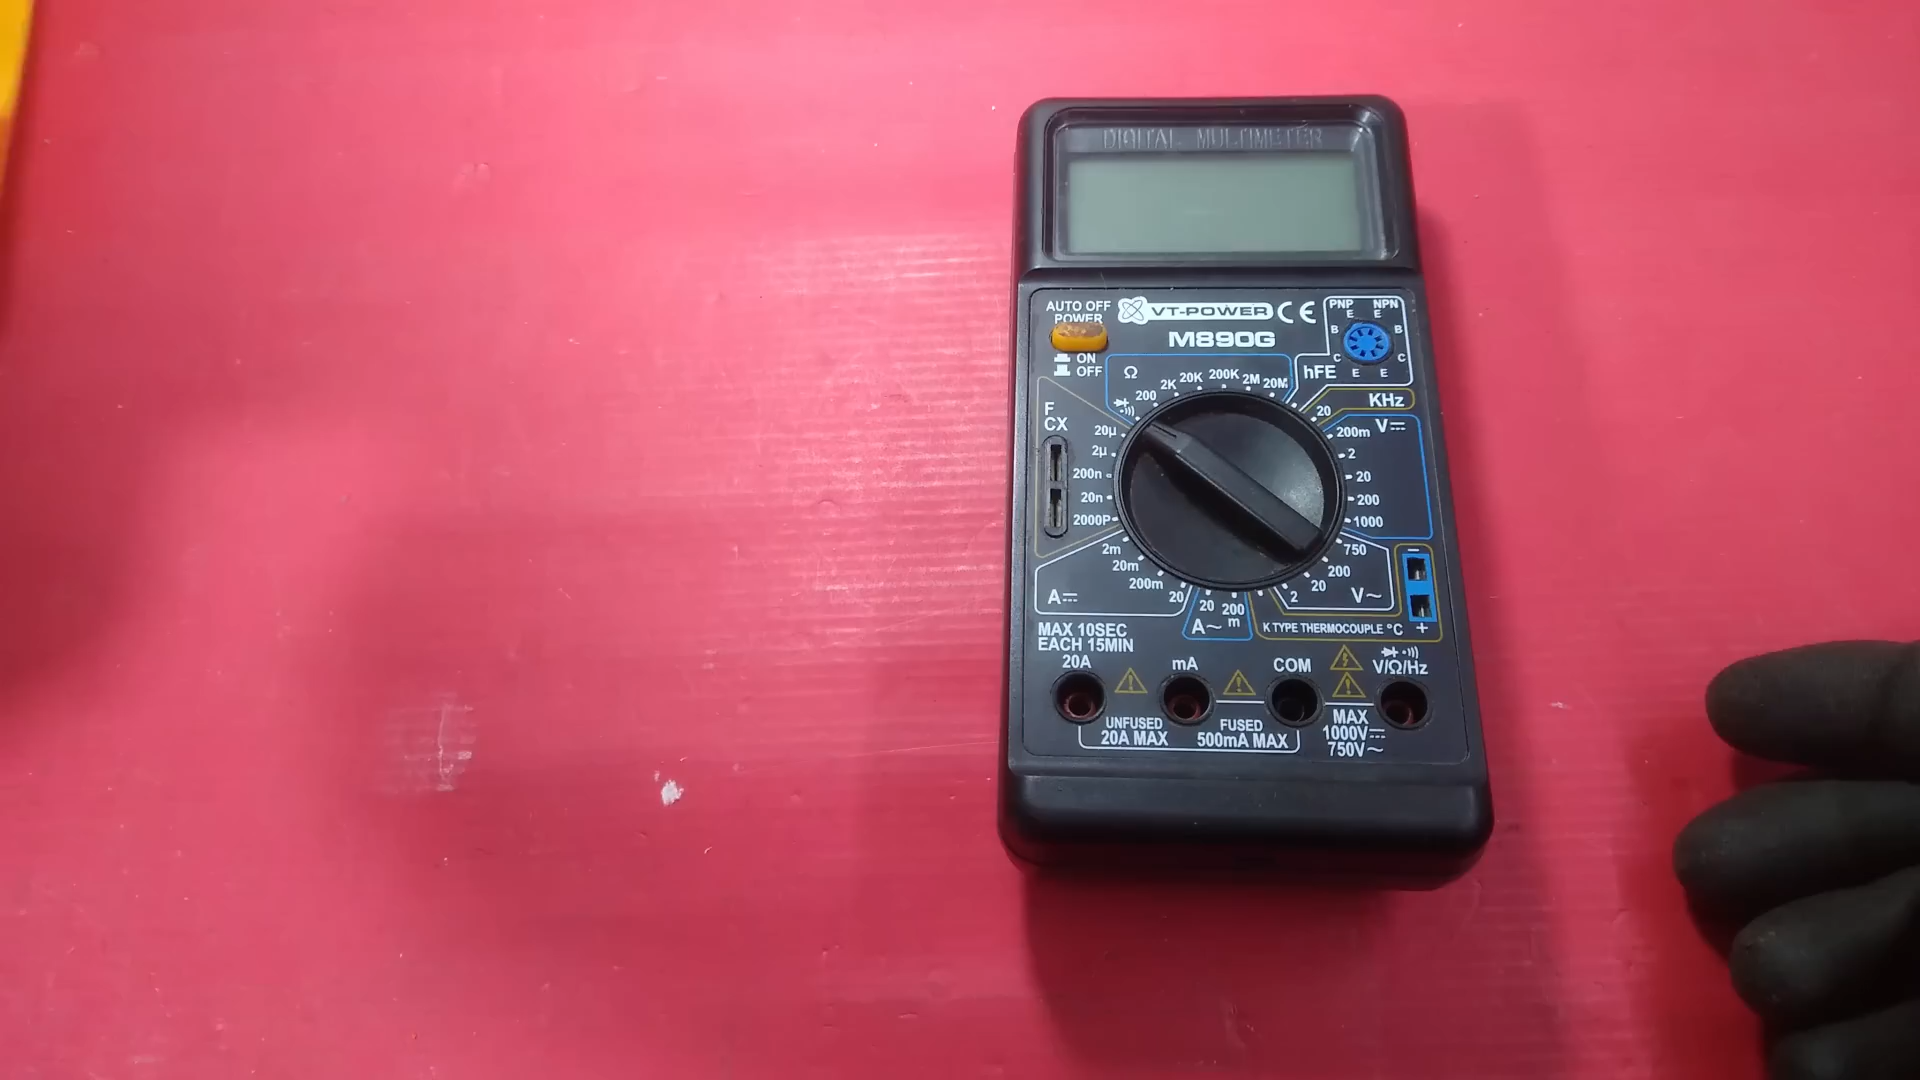 DIGITAL MULTIMETER
AUTO OFF
POWER
ON
OFF
VT-POWER CE
M890G
PNP NPN
E E
B B
C C
E E
hFE
Ω
200 2K 20K 200K 2M 20M
KHz
20
F
CX
20µ
2µ
200n
20n
2000P
V⎓
200m
2
20
200
1000
A⎓
2m
20m
200m
20
A~
20 200
m
V~
750
200
20
2
−
+
K TYPE THERMOCOUPLE °C
MAX 10SEC
EACH 15MIN
20A mA COM V/Ω/Hz
UNFUSED
20A MAX
FUSED
500mA MAX
MAX
1000V⎓
750V~